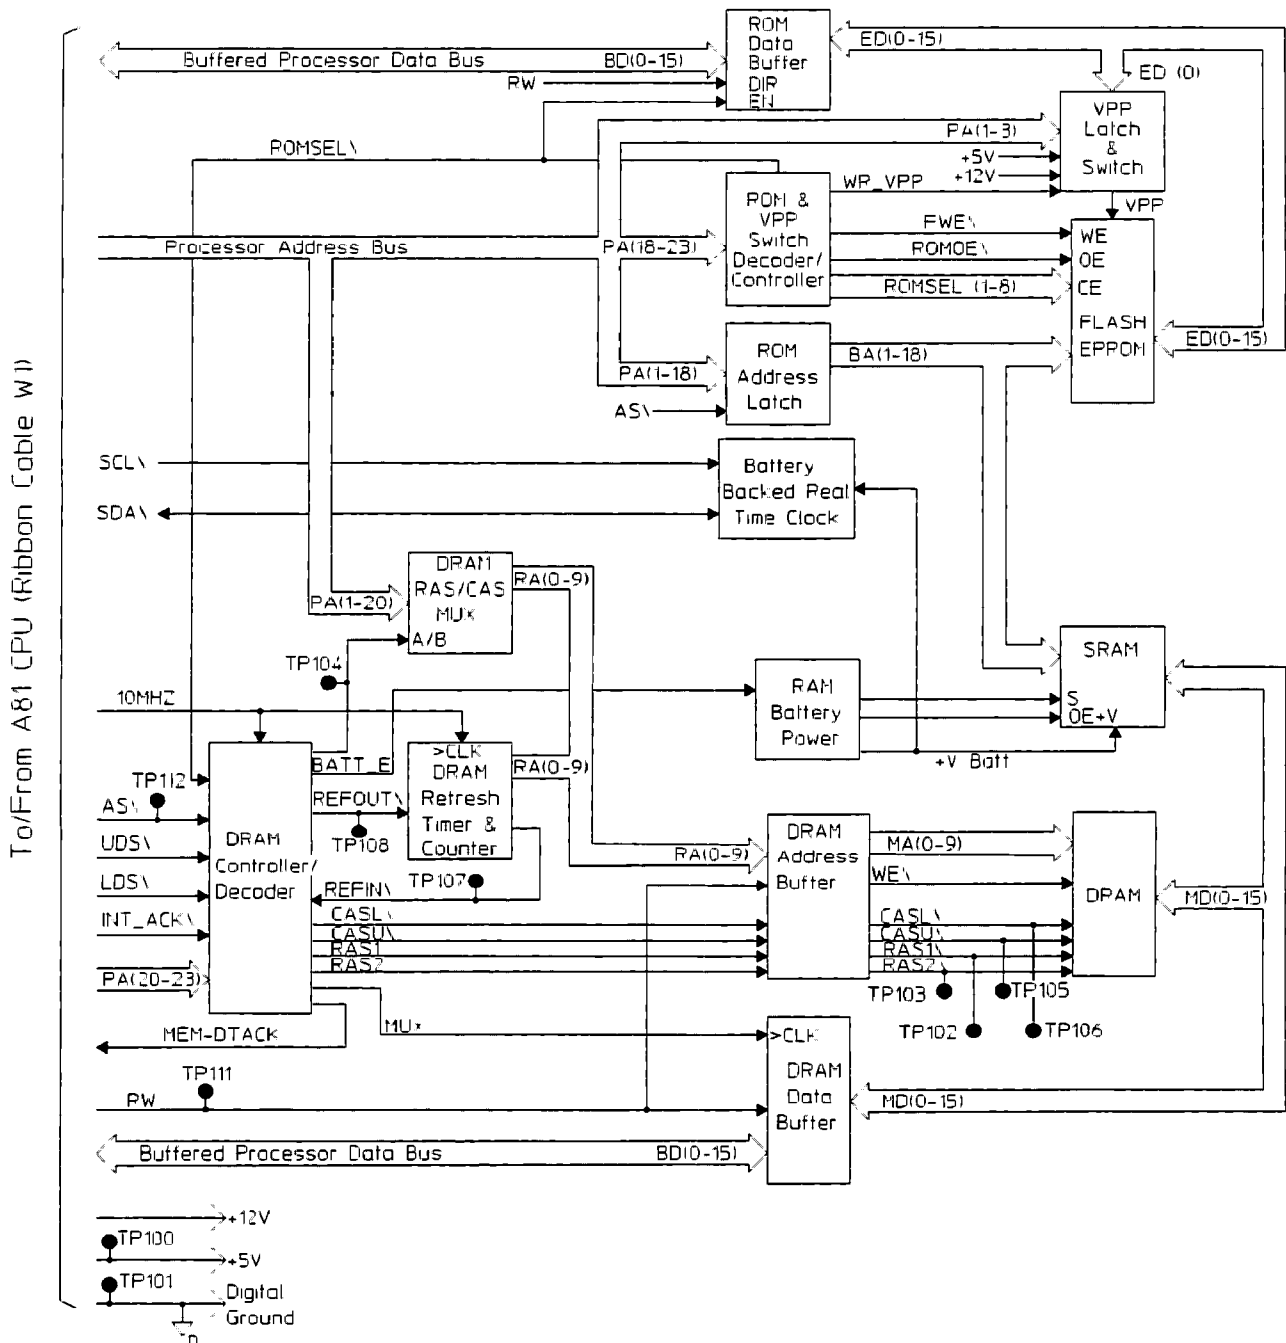 To/From A81 CPU (Ribbon Cable W1)
Buffered Processor Data Bus
BD(0-15)
RW
ROM
Data
Buffer
DIR
EN
ED(0-15)
ED (0)
VPP
Latch
&
Switch
PA(1-3)
+5V
+12V
ROMSEL\
WR_VPP
VPP
ROM &
VPP
Switch
Decoder/
Controller
Processor Address Bus
PA(18-23)
FWE\
ROMOE\
ROMSEL (1-8)
WE
OE
CE
FLASH
EPROM
ED(0-15)
ROM
Address
Latch
PA(1-18)
BA(1-18)
AS\
SCL\
SDA\
Battery
Backed Real
Time Clock
DRAM
RAS/CAS
MUX
A/B
PA(1-20)
RA(0-9)
TP104
10MHZ
RAM
Battery
Power
SRAM
S
OE+V
+V Batt
BATT_E
>CLK
DRAM
Retresh
Timer &
Counter
RA(0-9)
TP112
AS\
UDS\
LDS\
INT_ACK\
PA(20-23)
DRAM
Controller/
Decoder
REFOUT\
TP108
TP107
REFIN\
CASL\
CASU\
RAS1
RAS2
RA(0-9)
DRAM
Address
Buffer
MA(0-9)
WE\
CASL\
CASU\
RAS1\
RAS2\
DRAM
MD(0-15)
TP103
TP105
TP102
TP106
MEM-DTACK
MUX
>CLK
DRAM
Data
Buffer
MD(0-15)
TP111
RW
Buffered Processor Data Bus
BD(0-15)
+12V
TP100
+5V
TP101
Digital
Ground
D